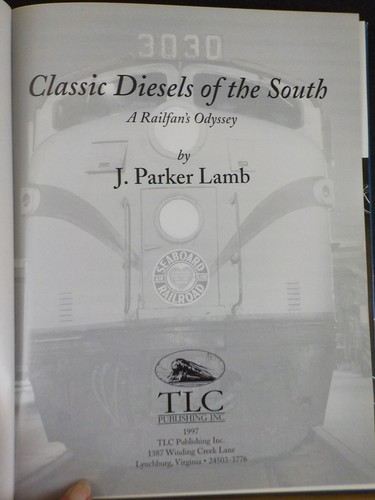 3030
Classic Diesels of the South
A Railfan's Odyssey
by
J. Parker Lamb
SEABOARD
RAILROAD
TLC
PUBLISHING INC
1997
TLC Publishing Inc.
1387 Winding Creek Lane
Lynchburg, Virginia • 24503-3776